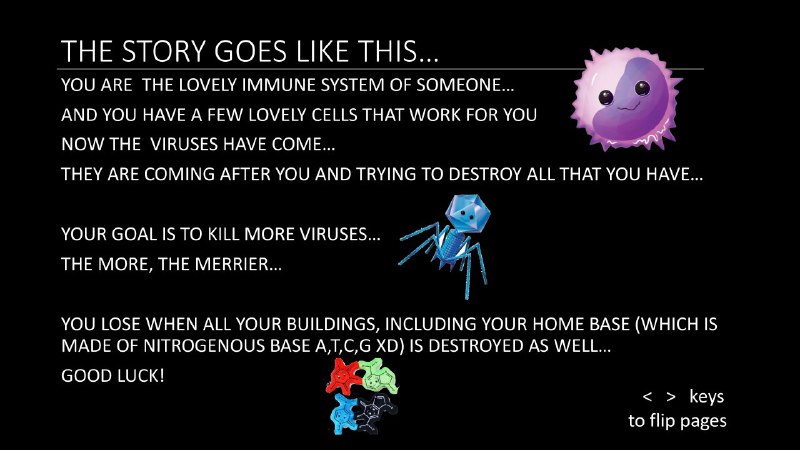 THE STORY GOES LIKE THIS...
YOU ARE THE LOVELY IMMUNE SYSTEM OF SOMEONE...
AND YOU HAVE A FEW LOVELY CELLS THAT WORK FOR YOU
NOW THE VIRUSES HAVE COME...
THEY ARE COMING AFTER YOU AND TRYING TO DESTROY ALL THAT YOU HAVE...
YOUR GOAL IS TO KILL MORE VIRUSES...
THE MORE, THE MERRIER...
YOU LOSE WHEN ALL YOUR BUILDINGS, INCLUDING YOUR HOME BASE (WHICH IS
MADE OF NITROGENOUS BASE A,T,C,G XD) IS DESTROYED AS WELL...
GOOD LUCK!
< > keys
to flip pages